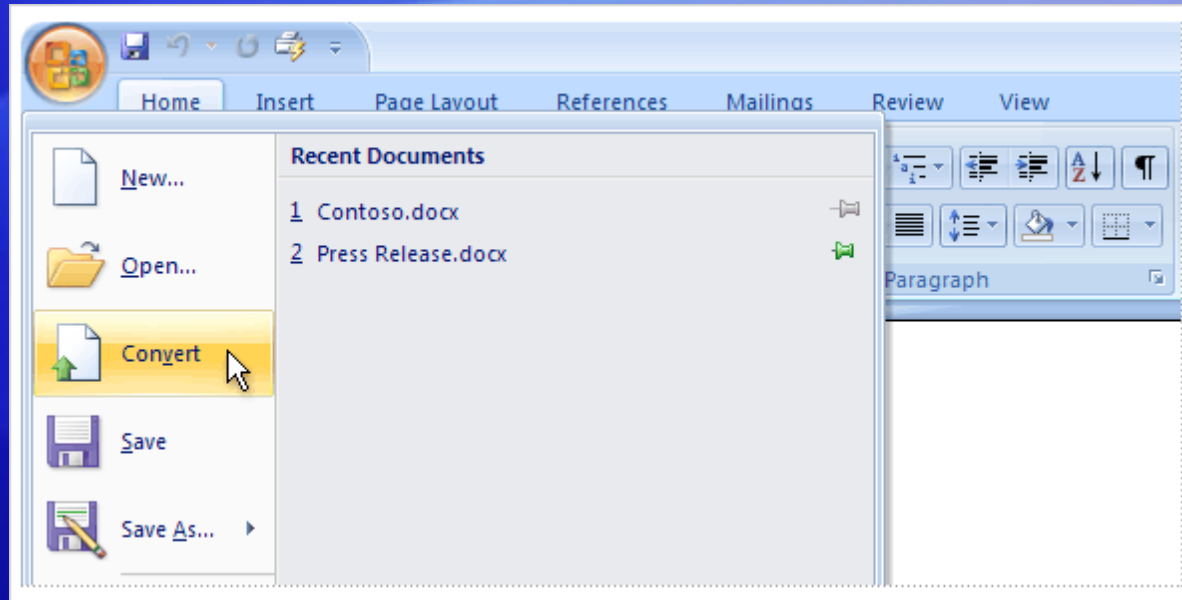 Home Insert Page Layout References Mailings Review View
Recent Documents
New...
1 Contoso.docx
2 Press Release.docx
Open...
Paragraph
Convert
Save
Save As...